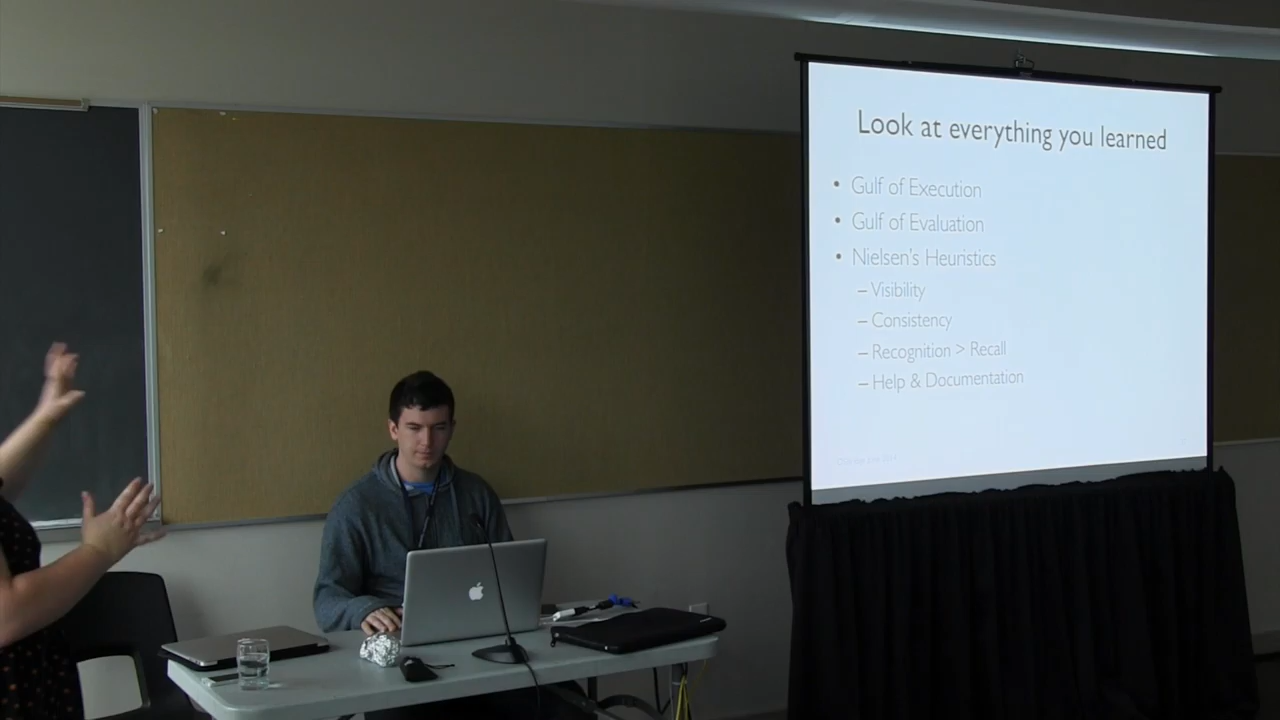 Look at everything you learned
• Gulf of Execution
• Gulf of Evaluation
• Nielsen's Heuristics
– Visibility
– Consistency
– Recognition > Recall
– Help & Documentation